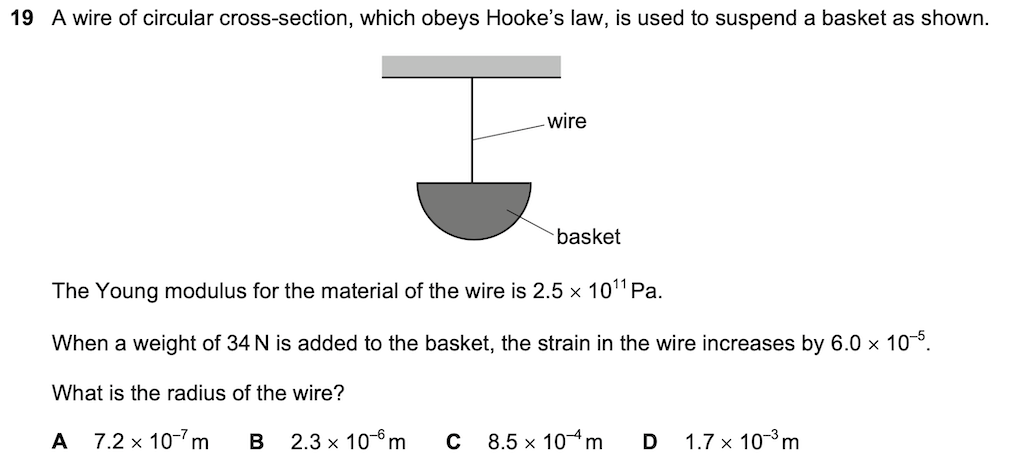 19 A wire of circular cross-section, which obeys Hooke’s law, is used to suspend a basket as shown.
wire
basket
The Young modulus for the material of the wire is 2.5 × 10¹¹ Pa.
When a weight of 34 N is added to the basket, the strain in the wire increases by 6.0 × 10⁻⁵.
What is the radius of the wire?
A 7.2 × 10⁻⁷ m B 2.3 × 10⁻⁶ m C 8.5 × 10⁻⁴ m D 1.7 × 10⁻³ m